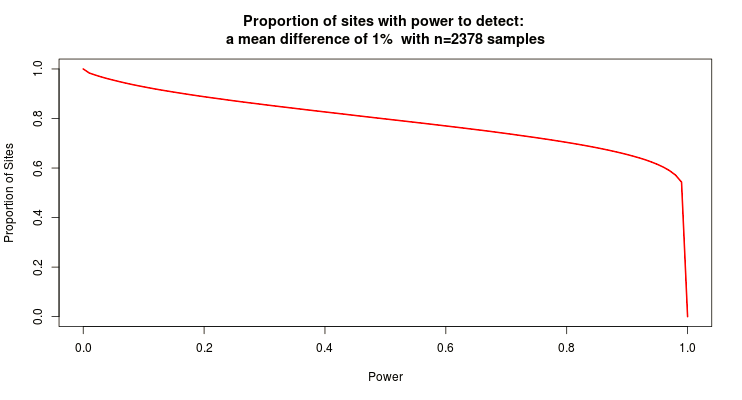 Proportion of sites with power to detect:
a mean difference of 1%  with n=2378 samples
Proportion of Sites
1.0
0.8
0.6
0.4
0.2
0.0
0.0 0.2 0.4 0.6 0.8 1.0
Power